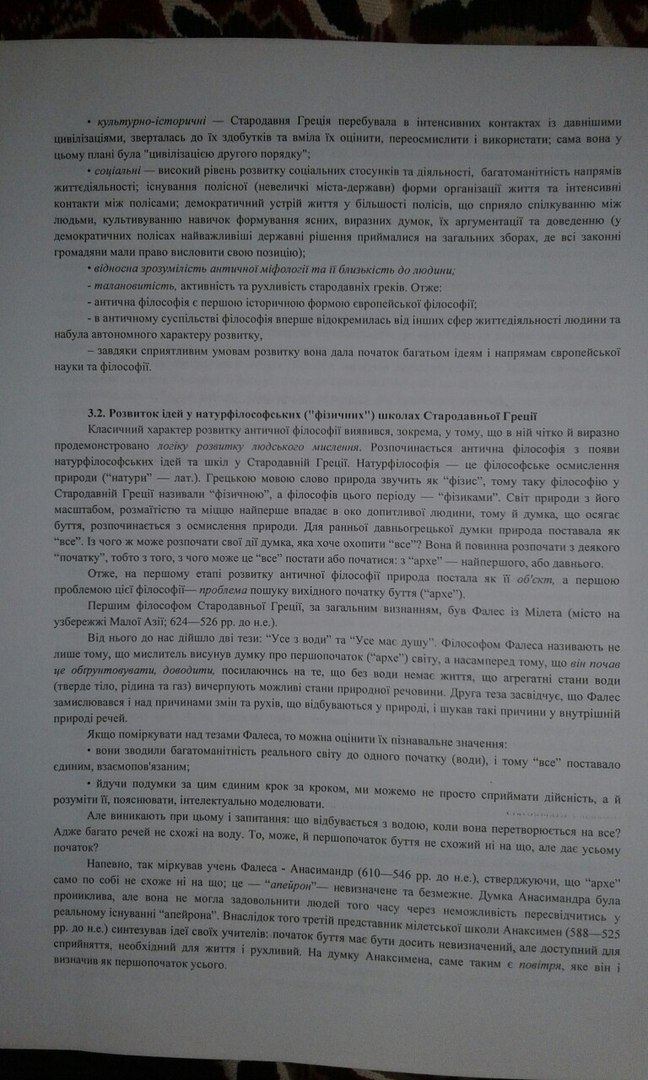 • культурно-історичні — Стародавня Греція перебувала в інтенсивних контактах із давнішими
цивілізаціями, зверталась до їх здобутків та вміла їх оцінити, переосмислити і використати; сама вона у
цьому плані була "цивілізацією другого порядку";
• соціальні — високий рівень розвитку соціальних стосунків та діяльності, багатоманітність напрямів
життєдіяльності; існування полісної (невеличкі міста-держави) форми організації життя та інтенсивні
контакти між полісами; демократичний устрій життя у більшості полісів, що сприяло спілкуванню між
людьми, культивуванню навичок формування ясних, виразних думок, їх аргументації та доведенню (у
демократичних полісах найважливіші державні рішення приймалися на загальних зборах, де всі законні
громадяни мали право висловити свою позицію);
• відносна зрозумілість античної міфології та її близькість до людини;
- талановитість, активність та рухливість стародавніх греків. Отже:
- антична філософія є першою історичною формою європейської філософії;
- в античному суспільстві філософія вперше відокремилась від інших сфер життєдіяльності людини та
набула автономного характеру розвитку,
– завдяки сприятливим умовам розвитку вона дала початок багатьом ідеям і напрямам європейської
науки та філософії.
3.2. Розвиток ідей у натурфілософських ("фізичних") школах Стародавньої Греції
Класичний характер розвитку античної філософії виявився, зокрема, у тому, що в ній чітко й виразно
продемонстровано логіку розвитку людського мислення. Розпочинається антична філософія з появи
натурфілософських ідей та шкіл у Стародавній Греції. Натурфілософія — це філософське осмислення
природи (“натури” — лат.). Грецькою мовою слово природа звучить як “фізис”, тому таку філософію у
Стародавній Греції називали “фізичною”, а філософів цього періоду — “фізиками”. Світ природи з його
масштабом, розмаїтістю та міццю найперше впадає в око допитливої людини, тому й думка, що осягає
буття, розпочинається з осмислення природи. Для ранньої давньогрецької думки природа поставала як
“все”. Із чого ж може розпочати свої дії думка, яка хоче охопити “все”? Вона й повинна розпочати з деякого
“початку”, тобто з того, з чого може це “все” постати або початися: з “архе” — найпершого, або давнього.
Отже, на першому етапі розвитку античної філософії природа постала як її об'єкт, а першою
проблемою цієї філософії— проблема пошуку вихідного початку буття (“архе”).
Першим філософом Стародавньої Греції, за загальним визнанням, був Фалес із Мілета (місто на
узбережжі Малої Азії; 624—526 рр. до н.е.).
Від нього до нас дійшло дві тези: “Усе з води” та “Усе має душу”. Філософом Фалеса називають не
лише тому, що мислитель висунув думку про першопочаток (“архе”) світу, а насамперед тому, що він почав
це обґрунтовувати, доводити, посилаючись на те, що без води немає життя, що агрегатні стани води
(тверде тіло, рідина та газ) вичерпують можливі стани природної речовини. Друга теза засвідчує, що Фалес
замислювався і над причинами змін та рухів, що відбуваються у природі, і шукав такі причини у внутрішній
природі речей.
Якщо поміркувати над тезами Фалеса, то можна оцінити їх пізнавальне значення:
• вони зводили багатоманітність реального світу до одного початку (води), і тому “все” поставало
єдиним, взаємопов'язаним;
• йдучи подумки за цим єдиним крок за кроком, ми можемо не просто сприймати дійсність, а й
розуміти її, пояснювати, інтелектуально моделювати.
Але виникають при цьому і запитання: що відбувається з водою, коли вона перетворюється на все?
Адже багато речей не схожі на воду. То, може, й першопочаток буття не схожий ні на що, але дає усьому
початок?
Напевно, так міркував учень Фалеса - Анасимандр (610—546 рр. до н.е.), стверджуючи, що “архе”
само по собі не схоже ні на що; це — “апейрон”— невизначене та безмежне. Думка Анасимандра була
прониклива, але вона не могла задовольнити людей того часу через неможливість пересвідчитись у
реальному існуванні “апейрона”. Внаслідок того третій представник мілетської школи Анаксимен (588—525
рр. до н.е.) синтезував ідеї своїх учителів: початок буття має бути досить невизначений, але доступний для
сприйняття, необхідний для життя і рухливий. На думку Анаксимена, саме таким є повітря, яке він і
визначив як першопочаток усього.